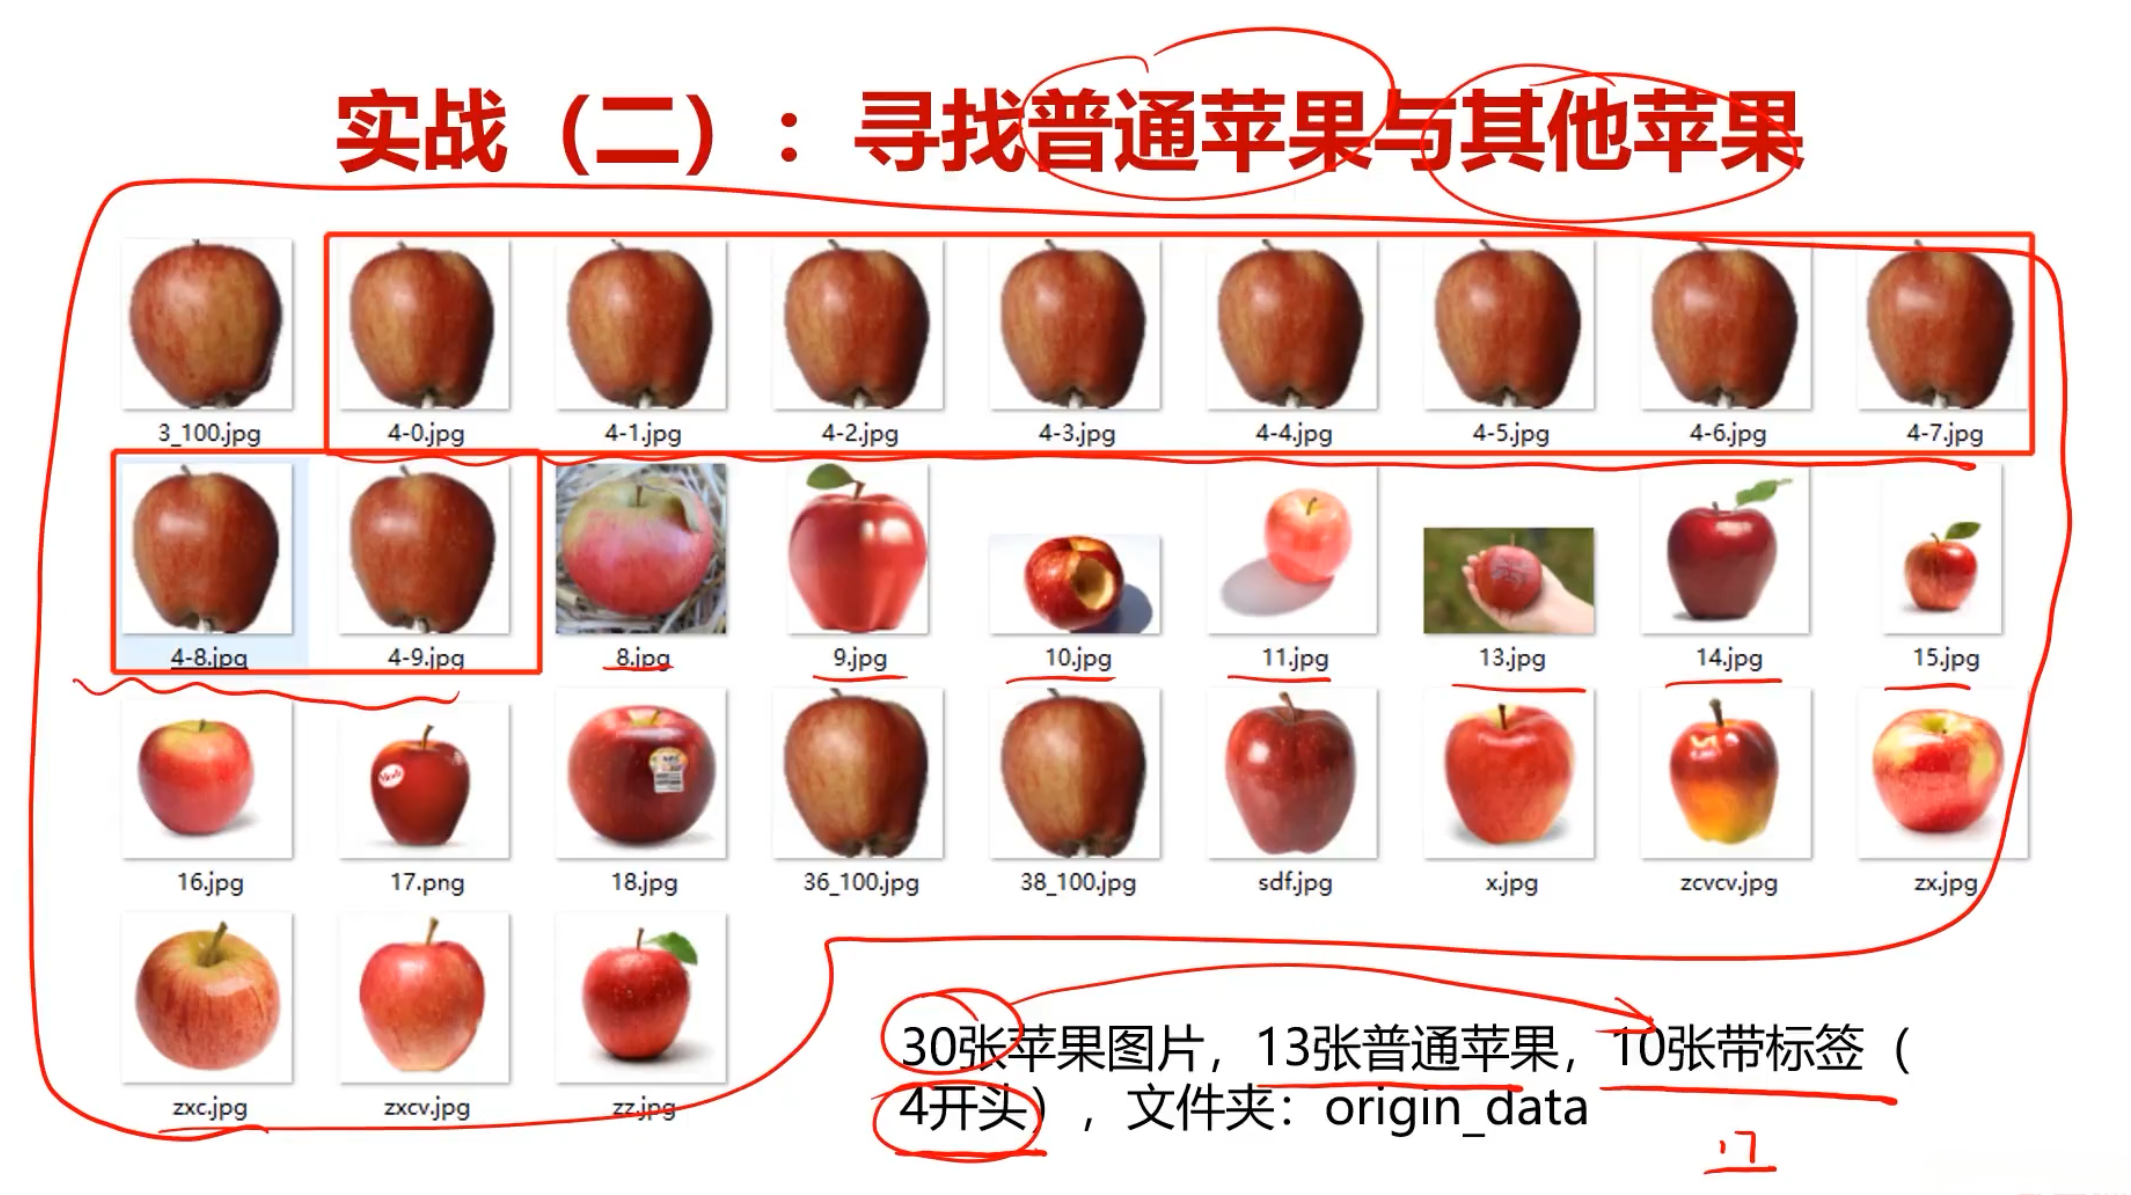 实战（二）：寻找普通苹果与其他苹果
3_100.jpg 4-0.jpg 4-1.jpg 4-2.jpg 4-3.jpg 4-4.jpg 4-5.jpg 4-6.jpg 4-7.jpg
4-8.jpg 4-9.jpg 8.jpg 9.jpg 10.jpg 11.jpg 13.jpg 14.jpg 15.jpg
16.jpg 17.png 18.jpg 36_100.jpg 38_100.jpg sdf.jpg x.jpg zcvcv.jpg zx.jpg
zxc.jpg zxcv.jpg zz.jpg
30张苹果图片，13张普通苹果，10张带标签（
4开头），文件夹：origin_data
17